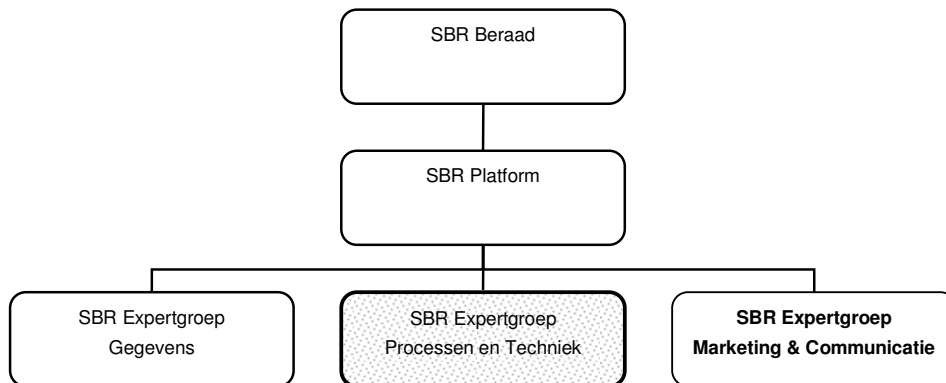 SBR Beraad
SBR Platform
SBR Expertgroep
Gegevens
SBR Expertgroep
Processen en Techniek
SBR Expertgroep
Marketing & Communicatie